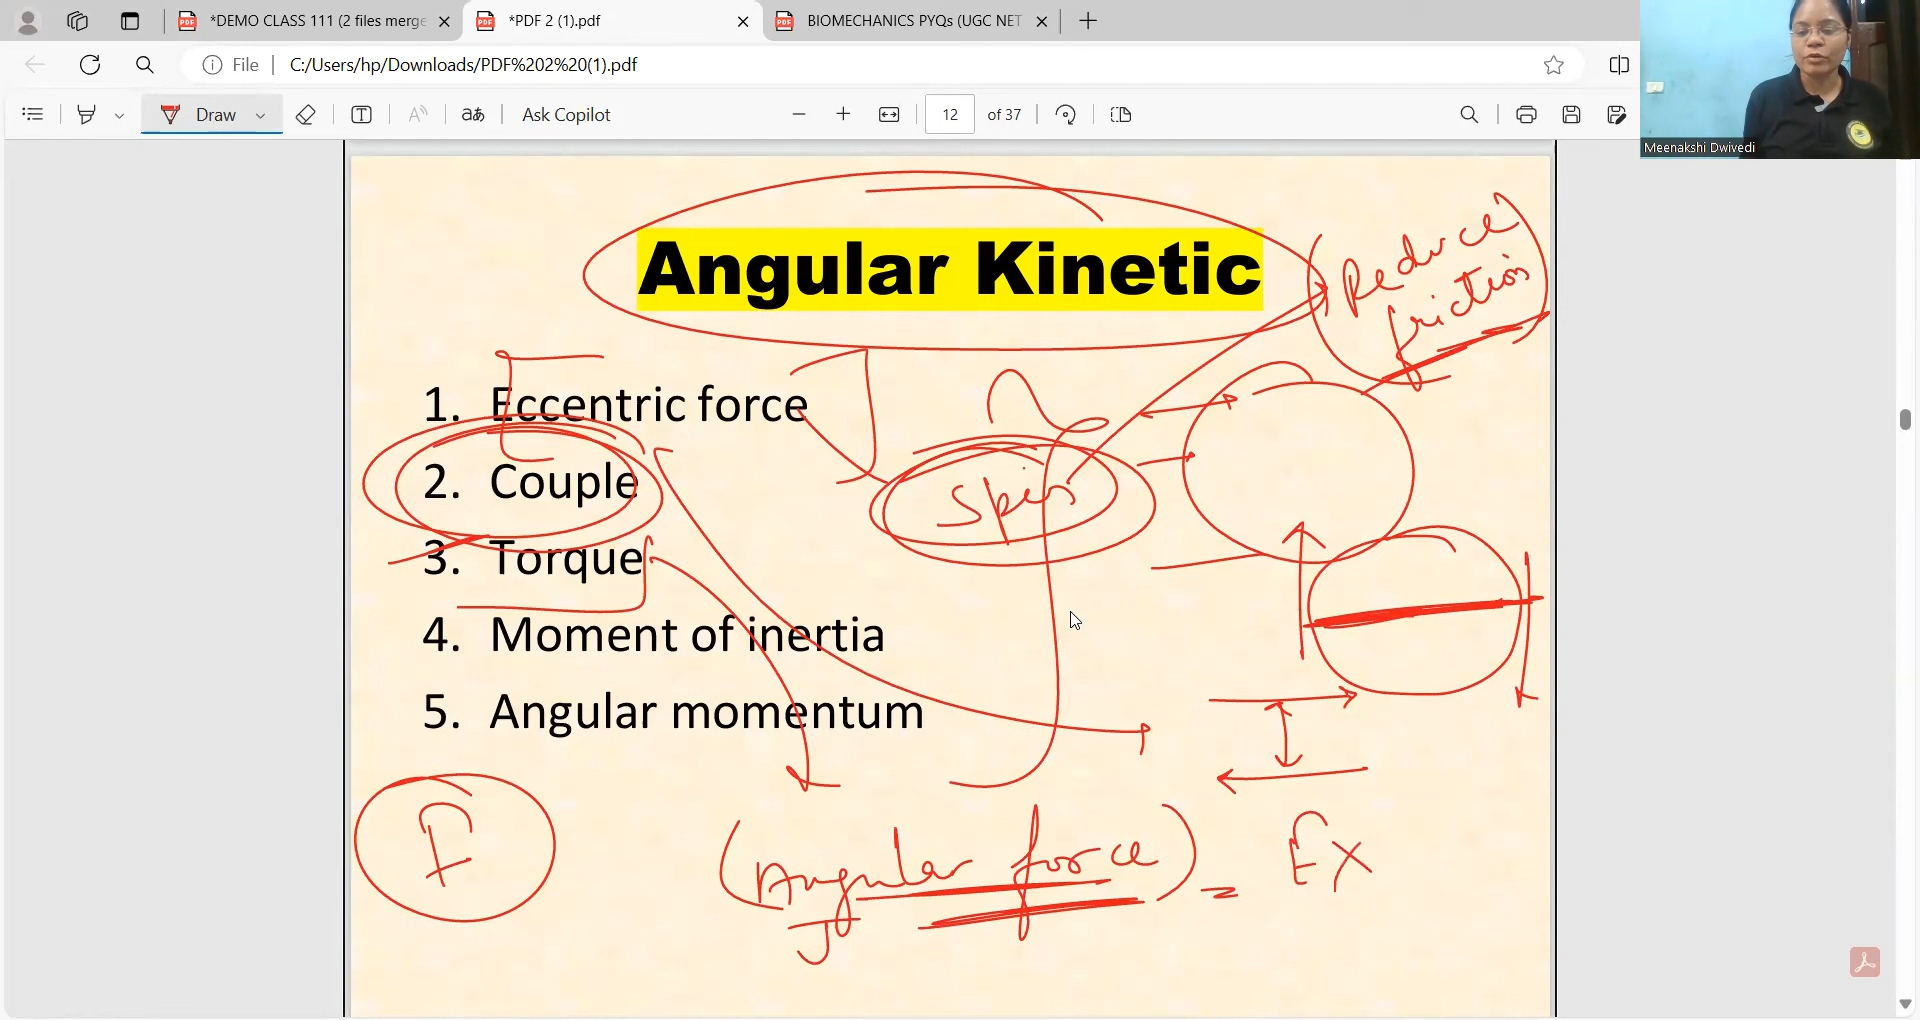 *DEMO CLASS 111 (2 files merge
*PDF 2 (1).pdf
BIOMECHANICS PYQs (UGC NET
File
C:/Users/hp/Downloads/PDF%202%20(1).pdf
Draw
Ask Copilot
12 of 37
Meenakshi Dwivedi
Angular Kinetic
Reduce
friction
1. Eccentric force
2. Couple
Spin
3. Torque
4. Moment of inertia
5. Angular momentum
(Angular force) =